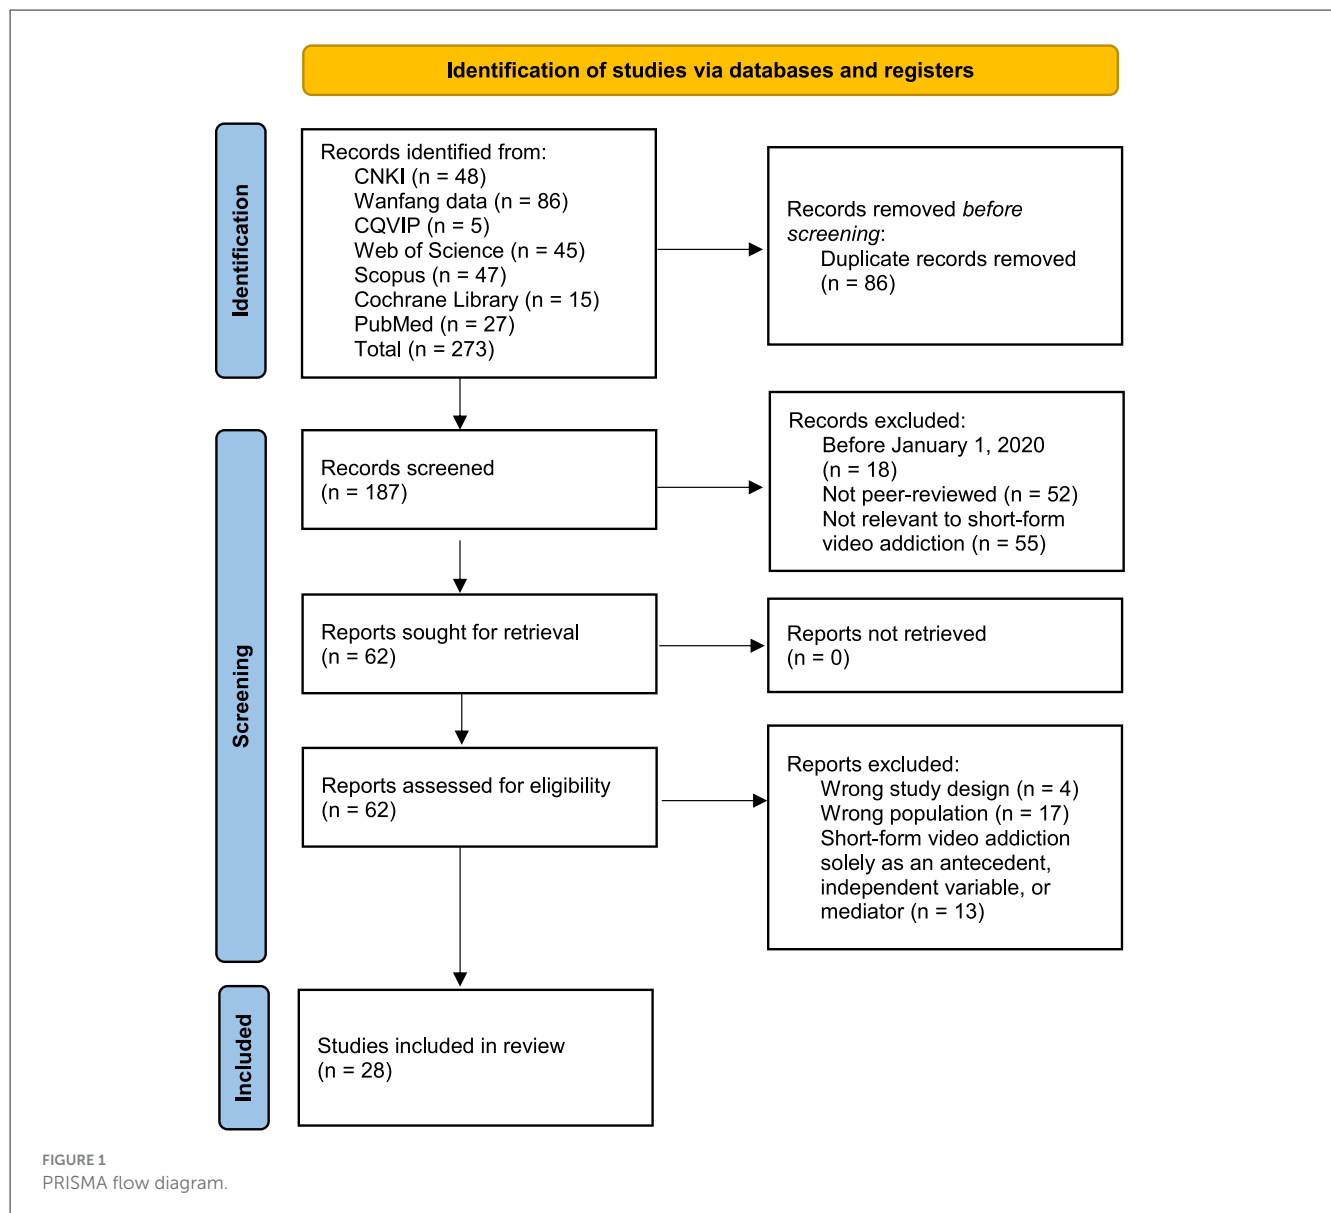 Identification of studies via databases and registers
Identification
Records identified from:
CNKI (n = 48)
Wanfang data (n = 86)
CQVIP (n = 5)
Web of Science (n = 45)
Scopus (n = 47)
Cochrane Library (n = 15)
PubMed (n = 27)
Total (n = 273)
Records removed before
screening:
Duplicate records removed
(n = 86)
Screening
Records screened
(n = 187)
Records excluded:
Before January 1, 2020
(n = 18)
Not peer-reviewed (n = 52)
Not relevant to short-form
video addiction (n = 55)
Reports sought for retrieval
(n = 62)
Reports not retrieved
(n = 0)
Reports assessed for eligibility
(n = 62)
Reports excluded:
Wrong study design (n = 4)
Wrong population (n = 17)
Short-form video addiction
solely as an antecedent,
independent variable, or
mediator (n = 13)
Included
Studies included in review
(n = 28)
FIGURE 1
PRISMA flow diagram.